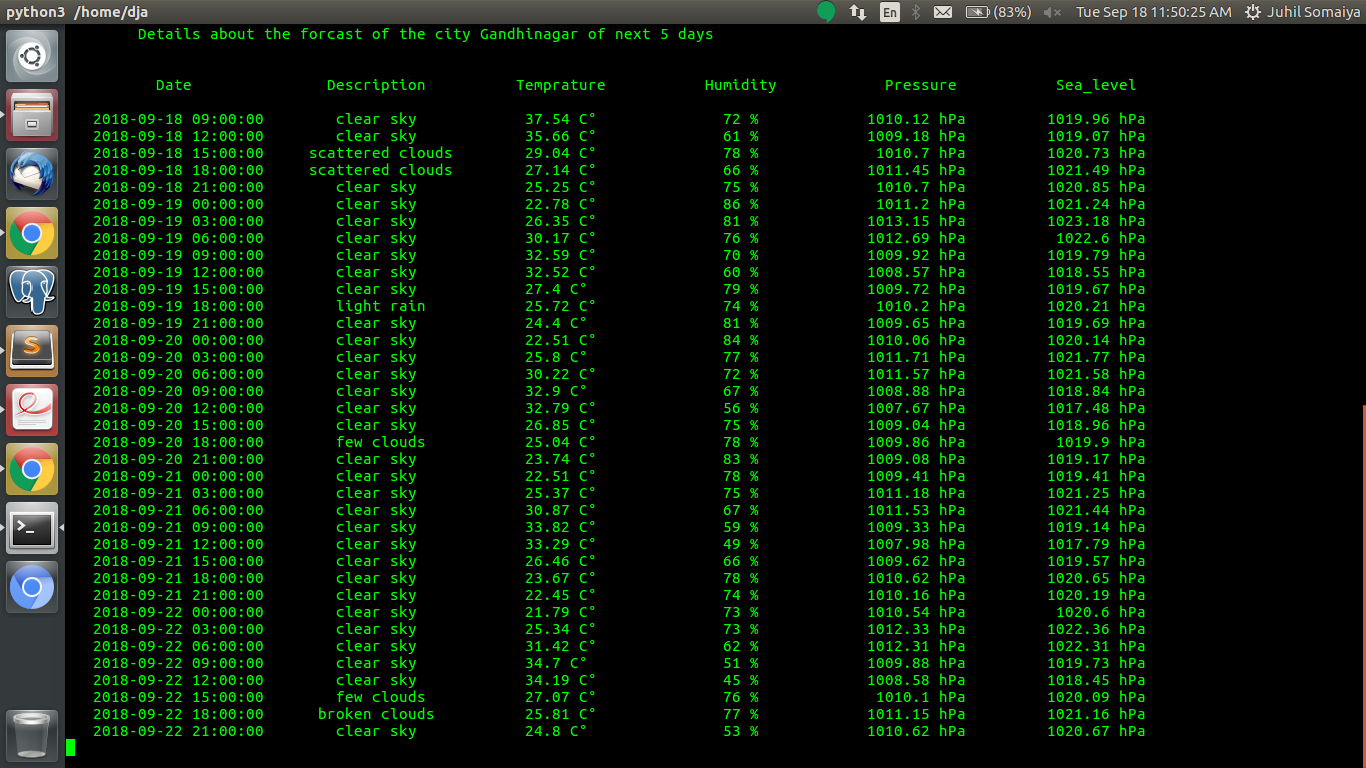 python3 /home/dja En (83%) Tue Sep 18 11:50:25 AM Juhil Somaiya
Details about the forcast of the city Gandhinagar of next 5 days
Date Description Temprature Humidity Pressure Sea_level
2018-09-18 09:00:00 clear sky 37.54 C° 72 % 1010.12 hPa 1019.96 hPa
2018-09-18 12:00:00 clear sky 35.66 C° 61 % 1009.18 hPa 1019.07 hPa
2018-09-18 15:00:00 scattered clouds 29.04 C° 78 % 1010.7 hPa 1020.73 hPa
2018-09-18 18:00:00 scattered clouds 27.14 C° 66 % 1011.45 hPa 1021.49 hPa
2018-09-18 21:00:00 clear sky 25.25 C° 75 % 1010.7 hPa 1020.85 hPa
2018-09-19 00:00:00 clear sky 22.78 C° 86 % 1011.2 hPa 1021.24 hPa
2018-09-19 03:00:00 clear sky 26.35 C° 81 % 1013.15 hPa 1023.18 hPa
2018-09-19 06:00:00 clear sky 30.17 C° 76 % 1012.69 hPa 1022.6 hPa
2018-09-19 09:00:00 clear sky 32.59 C° 70 % 1009.92 hPa 1019.79 hPa
2018-09-19 12:00:00 clear sky 32.52 C° 60 % 1008.57 hPa 1018.55 hPa
2018-09-19 15:00:00 clear sky 27.4 C° 79 % 1009.72 hPa 1019.67 hPa
2018-09-19 18:00:00 light rain 25.72 C° 74 % 1010.2 hPa 1020.21 hPa
2018-09-19 21:00:00 clear sky 24.4 C° 81 % 1009.65 hPa 1019.69 hPa
2018-09-20 00:00:00 clear sky 22.51 C° 84 % 1010.06 hPa 1020.14 hPa
2018-09-20 03:00:00 clear sky 25.8 C° 77 % 1011.71 hPa 1021.77 hPa
2018-09-20 06:00:00 clear sky 30.22 C° 72 % 1011.57 hPa 1021.58 hPa
2018-09-20 09:00:00 clear sky 32.9 C° 67 % 1008.88 hPa 1018.84 hPa
2018-09-20 12:00:00 clear sky 32.79 C° 56 % 1007.67 hPa 1017.48 hPa
2018-09-20 15:00:00 clear sky 26.85 C° 75 % 1009.04 hPa 1018.96 hPa
2018-09-20 18:00:00 few clouds 25.04 C° 78 % 1009.86 hPa 1019.9 hPa
2018-09-20 21:00:00 clear sky 23.74 C° 83 % 1009.08 hPa 1019.17 hPa
2018-09-21 00:00:00 clear sky 22.51 C° 78 % 1009.41 hPa 1019.41 hPa
2018-09-21 03:00:00 clear sky 25.37 C° 75 % 1011.18 hPa 1021.25 hPa
2018-09-21 06:00:00 clear sky 30.87 C° 67 % 1011.53 hPa 1021.44 hPa
2018-09-21 09:00:00 clear sky 33.82 C° 59 % 1009.33 hPa 1019.14 hPa
2018-09-21 12:00:00 clear sky 33.29 C° 49 % 1007.98 hPa 1017.79 hPa
2018-09-21 15:00:00 clear sky 26.46 C° 66 % 1009.62 hPa 1019.57 hPa
2018-09-21 18:00:00 clear sky 23.67 C° 78 % 1010.62 hPa 1020.65 hPa
2018-09-21 21:00:00 clear sky 22.45 C° 74 % 1010.16 hPa 1020.19 hPa
2018-09-22 00:00:00 clear sky 21.79 C° 73 % 1010.54 hPa 1020.6 hPa
2018-09-22 03:00:00 clear sky 25.34 C° 73 % 1012.33 hPa 1022.36 hPa
2018-09-22 06:00:00 clear sky 31.42 C° 62 % 1012.31 hPa 1022.31 hPa
2018-09-22 09:00:00 clear sky 34.7 C° 51 % 1009.88 hPa 1019.73 hPa
2018-09-22 12:00:00 clear sky 34.19 C° 45 % 1008.58 hPa 1018.45 hPa
2018-09-22 15:00:00 few clouds 27.07 C° 76 % 1010.1 hPa 1020.09 hPa
2018-09-22 18:00:00 broken clouds 25.81 C° 77 % 1011.15 hPa 1021.16 hPa
2018-09-22 21:00:00 clear sky 24.8 C° 53 % 1010.62 hPa 1020.67 hPa